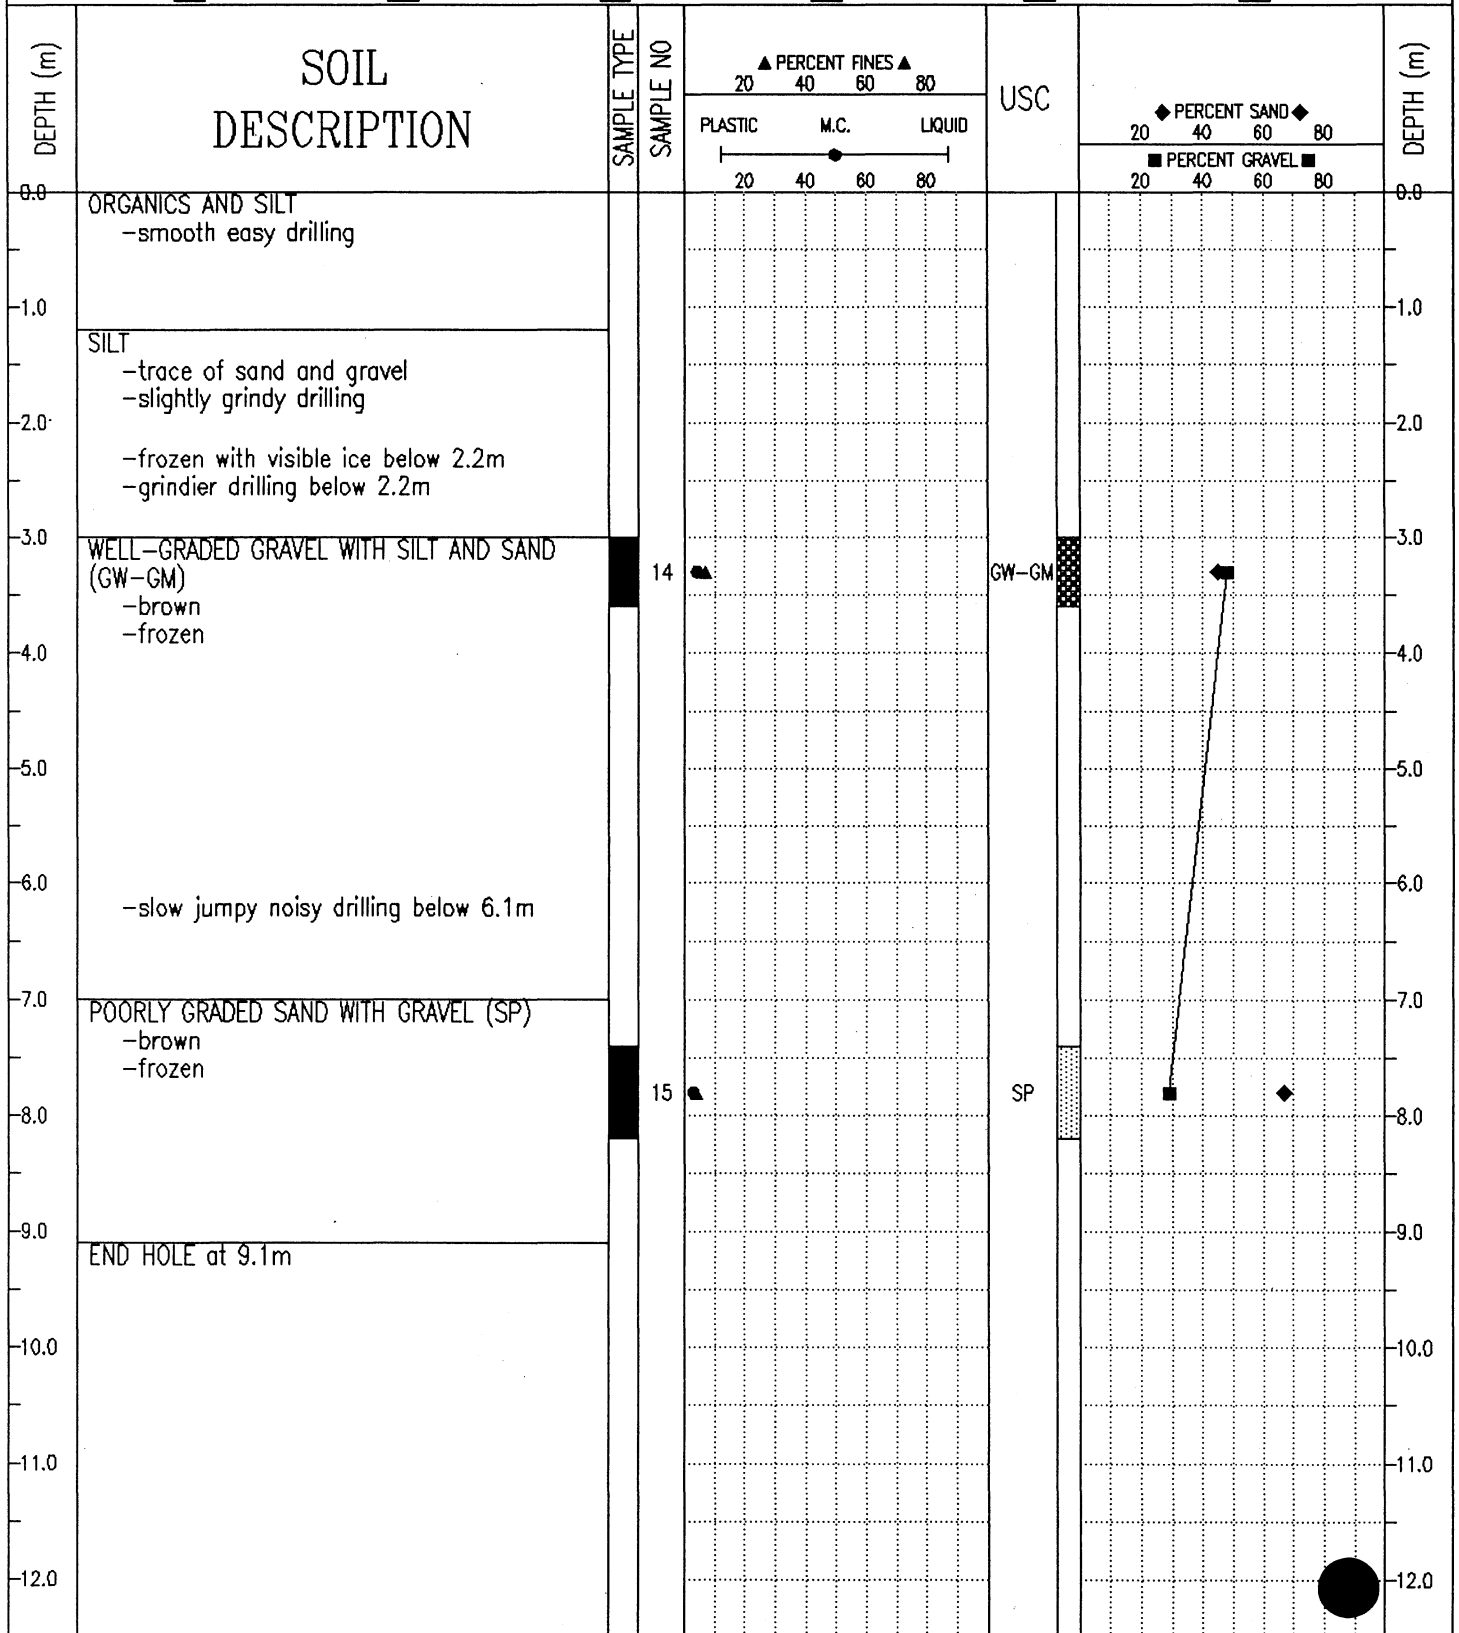 DEPTH (m)
SOIL
DESCRIPTION
SAMPLE TYPE
SAMPLE NO
▲ PERCENT FINES ▲
20 40 60 80
PLASTIC M.C. LIQUID
20 40 60 80
USC
◆ PERCENT SAND ◆
20 40 60 80
■ PERCENT GRAVEL ■
20 40 60 80
DEPTH (m)
0.0 0.0
ORGANICS AND SILT
-smooth easy drilling
-1.0 -1.0
SILT
-trace of sand and gravel
-slightly grindy drilling
-2.0 -2.0
-frozen with visible ice below 2.2m
-grindier drilling below 2.2m
-3.0 -3.0
WELL-GRADED GRAVEL WITH SILT AND SAND
(GW-GM)
14 GW-GM
-brown
-frozen
-4.0 -4.0
-5.0 -5.0
-6.0 -6.0
-slow jumpy noisy drilling below 6.1m
-7.0 -7.0
POORLY GRADED SAND WITH GRAVEL (SP)
-brown
-frozen
15 SP
-8.0 -8.0
-9.0 -9.0
END HOLE at 9.1m
-10.0 -10.0
-11.0 -11.0
-12.0 -12.0